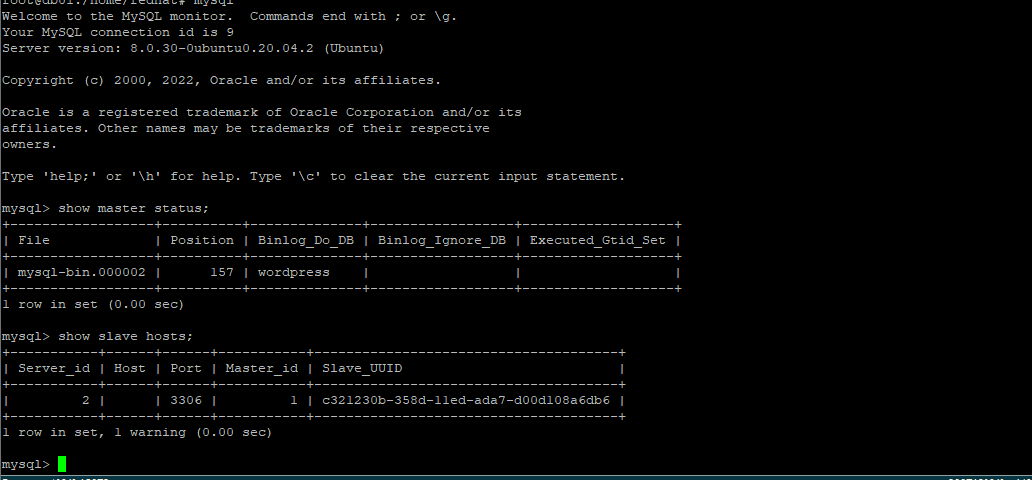 root@db01:/home/redhat# mysql
Welcome to the MySQL monitor.  Commands end with ; or \g.
Your MySQL connection id is 9
Server version: 8.0.30-0ubuntu0.20.04.2 (Ubuntu)
Copyright (c) 2000, 2022, Oracle and/or its affiliates.
Oracle is a registered trademark of Oracle Corporation and/or its
affiliates. Other names may be trademarks of their respective
owners.
Type 'help;' or '\h' for help. Type '\c' to clear the current input statement.
mysql> show master status;
+------------------+----------+--------------+------------------+-------------------+
| File             | Position | Binlog_Do_DB | Binlog_Ignore_DB | Executed_Gtid_Set |
+------------------+----------+--------------+------------------+-------------------+
| mysql-bin.000002 |      157 | wordpress    |                  |                   |
+------------------+----------+--------------+------------------+-------------------+
1 row in set (0.00 sec)
mysql> show slave hosts;
+-----------+------+------+-----------+--------------------------------------+
| Server_id | Host | Port | Master_id | Slave_UUID                           |
+-----------+------+------+-----------+--------------------------------------+
|         2 |      | 3306 |         1 | c321230b-358d-11ed-ada7-d00d108a6db6 |
+-----------+------+------+-----------+--------------------------------------+
1 row in set, 1 warning (0.00 sec)
mysql>